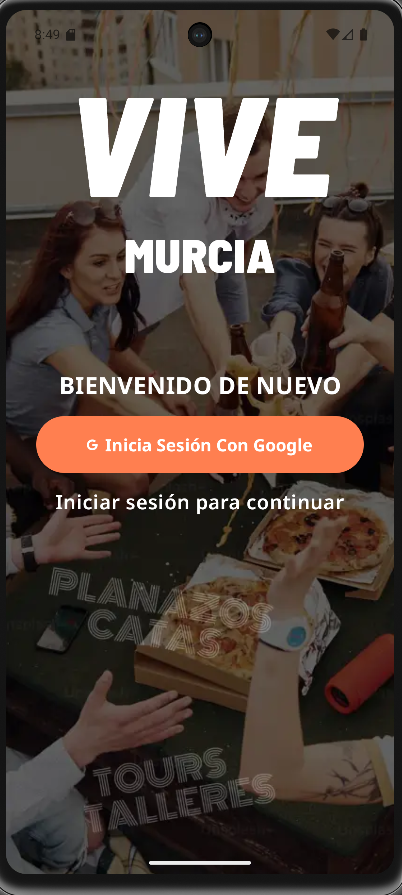 3:49
VIVE
MURCIA
BIENVENIDO DE NUEVO
G Inicia Sesión Con Google
Iniciar sesión para continuar
PLANAZOS
CATAS
TOURS
TALLERES